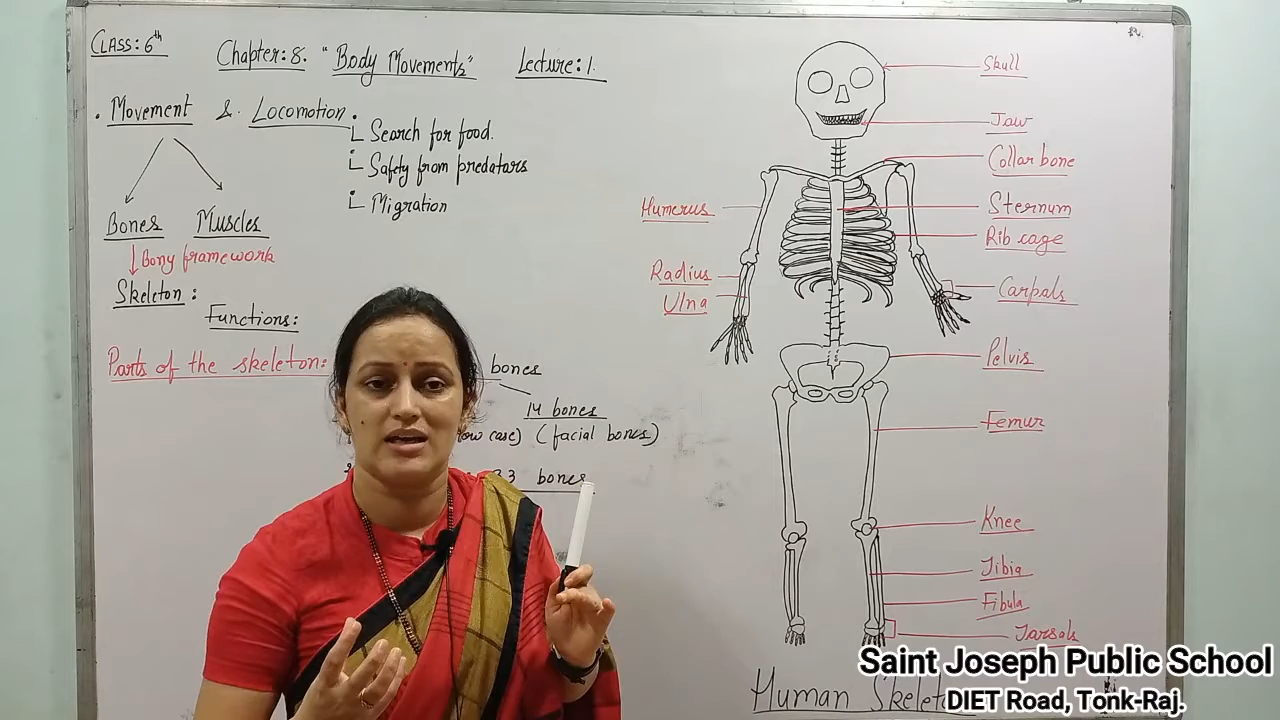 CLASS: 6th
Chapter: 8. "Body Movements" Lecture: 1.
. Movement & Locomotion.
Search for food.
Safety from predatars
Migration
Bones Muscles
Bony framework
Skeleton:
Functions:
Parts of the skeleton:
bones
14 bones
case) (facial bones)
33 bones
Skull
Jaw
Collar bone
Humerus
Sternum
Rib cage
Radius
Ulna
Carpals
Pelvis
Femur
Knee
Tibia
Fibula
Tarsals
Human
Saint Joseph Public School
DIET Road, Tonk-Raj.